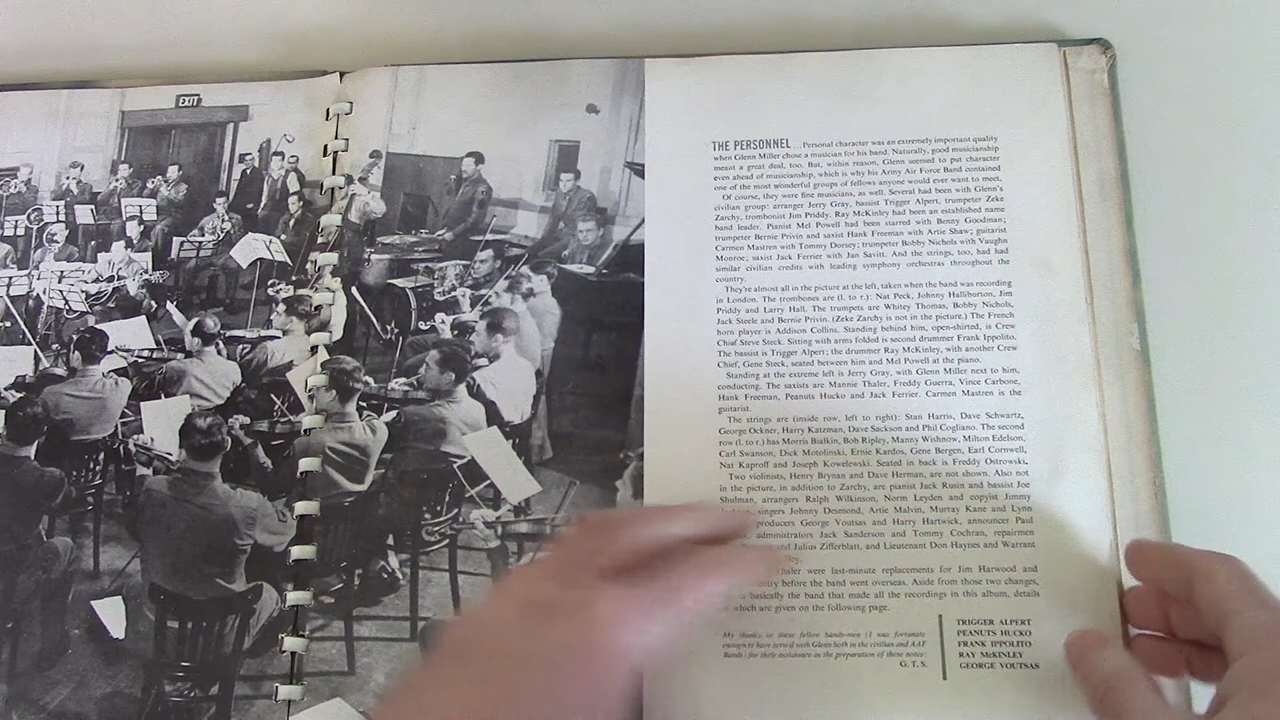 EXIT
THE PERSONNEL . . . Personal character was an extremely important quality
when Glenn Miller chose a musician for his band. Naturally, good musicianship
meant a great dual, too. But, within reason, Glenn seemed to put character
even ahead of musicianship, which is why his Army Air Force Band contained
one of the most wonderful groups of fellows anyone would ever want to meet.
Of course, they were fine musicians, as well. Several had been with Glenn's
civilian group: arranger Jerry Gray, bassist Trigger Alpert, trumpeter Zeke
Zarchy, trombonist Jim Priddy. Ray McKinley had been an established name
band leader. Pianist Mel Powell had been starred with Benny Goodman;
trumpeter Bernie Privin and saxist Hank Freeman with Artie Shaw; guitarist
Carmen Mastren with Tommy Dorsey; trumpeter Bobby Nichols with Vaughn
Monroe; saxist Jack Ferrier with Jan Savitt. And the strings, too, had had
similar civilian credits with leading symphony orchestras throughout the
country.
They're almost all in the picture at the left, taken when the band was recording
in London. The trombones are (l. to r.): Nat Peck, Johnny Halliburton, Jim
Priddy and Larry Hall. The trumpets are Whitey Thomas, Bobby Nichols,
Jack Steele and Bernie Privin. (Zeke Zarchy is not in the picture.) The French
horn player is Addison Collins. Standing behind him, open-shirted, is Crew
Chief Steve Steck. Sitting with arms folded is second drummer Frank Ippolito.
The bassist is Trigger Alpert; the drummer Ray McKinley, with another Crew
Chief, Gene Steck, seated between him and Mel Powell at the piano.
Standing at the extreme left is Jerry Gray, with Glenn Miller next to him,
conducting. The saxists are Mannie Thaler, Freddy Guerra, Vince Carbone,
Hank Freeman, Peanuts Hucko and Jack Ferrier. Carmen Mastren is the
guitarist.
The strings are (inside row, left to right): Stan Harris, Dave Schwartz,
George Ockner, Harry Katzman, Dave Sackson and Phil Cogliano. The second
row (l. to r.) has Morris Bialkin, Bob Ripley, Manny Wishnow, Milton Edelson,
Carl Swanson, Dick Motolinski, Ernie Kardos, Gene Bergen, Earl Cornwell,
Nat Kaproff and Joseph Kowelewski. Seated in back is Freddy Ostrowski.
Two violinists, Henry Brynan and Dave Herman, are not shown. Also not
in the picture, in addition to Zarchy, are pianist Jack Rusin and bassist Joe
Shulman, arrangers Ralph Wilkinson, Norm Leyden and copyist Jimmy
singers Johnny Desmond, Artie Malvin, Murray Kane and Lynn
producers George Voutsas and Harry Hartwick, announcer Paul
administrators Jack Sanderson and Tommy Cochran, repairmen
and Julius Zifferblatt, and Lieutenant Don Haynes and Warrant
Thaler were last-minute replacements for Jim Harwood and
before the band went overseas. Aside from those two changes,
basically the band that made all the recordings in this album, details
which are given on the following page.
My thanks to these fellow bands-men (I was fortunate
enough to have served with Glenn both in the civilian and AAF
Bands) for their assistance in the preparation of these notes:
G. T. S.
TRIGGER ALPERT
PEANUTS HUCKO
FRANK IPPOLITO
RAY McKINLEY
GEORGE VOUTSAS